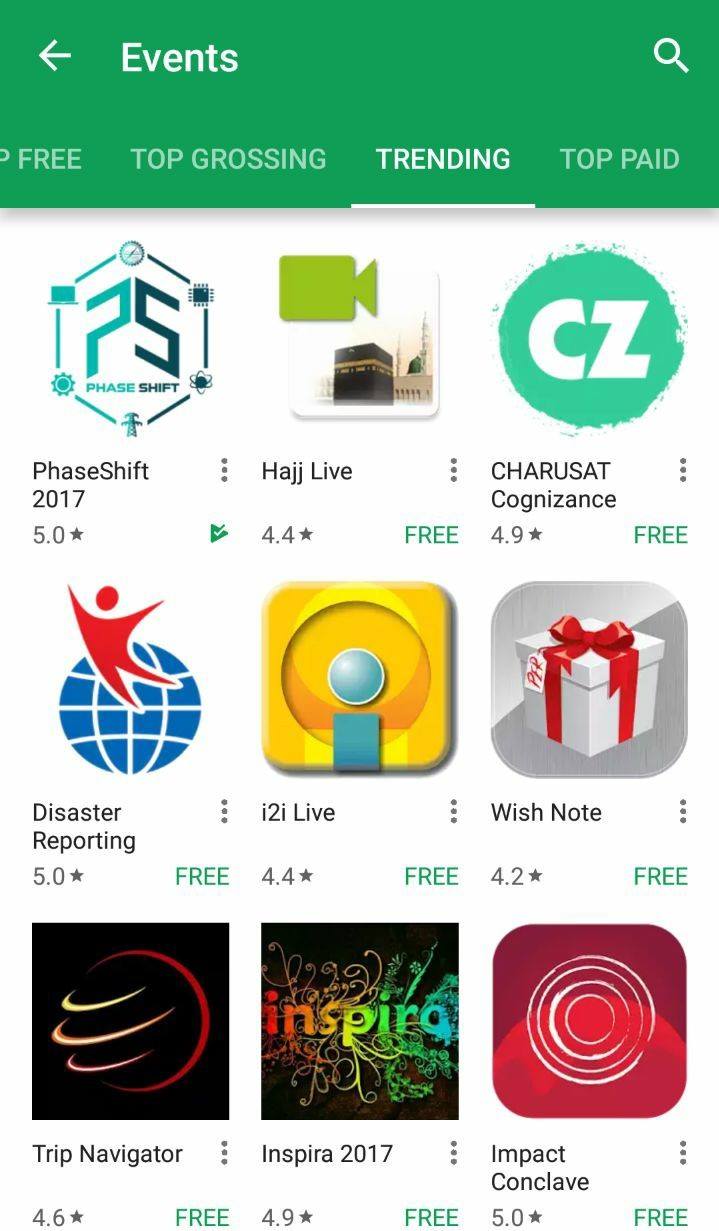 Events
P FREE TOP GROSSING TRENDING TOP PAID
PS
PHASE SHIFT
CZ
PhaseShift Hajj Live CHARUSAT
2017 Cognizance
5.0 4.4 FREE 4.9 FREE
Disaster i2i Live Wish Note
Reporting
5.0 FREE 4.4 FREE 4.2 FREE
inspira
Trip Navigator Inspira 2017 Impact
Conclave
4.6 FREE 4.9 FREE 5.0 FREE